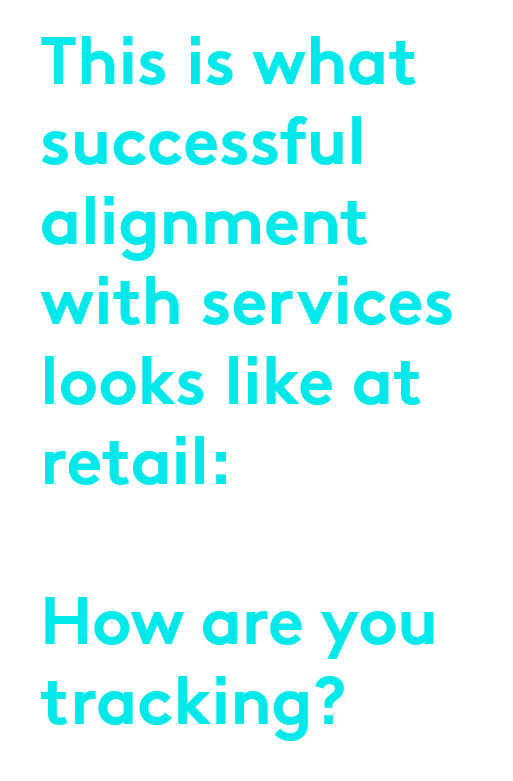 This is what
successful
alignment
with services
looks like at
retail:
How are you
tracking?